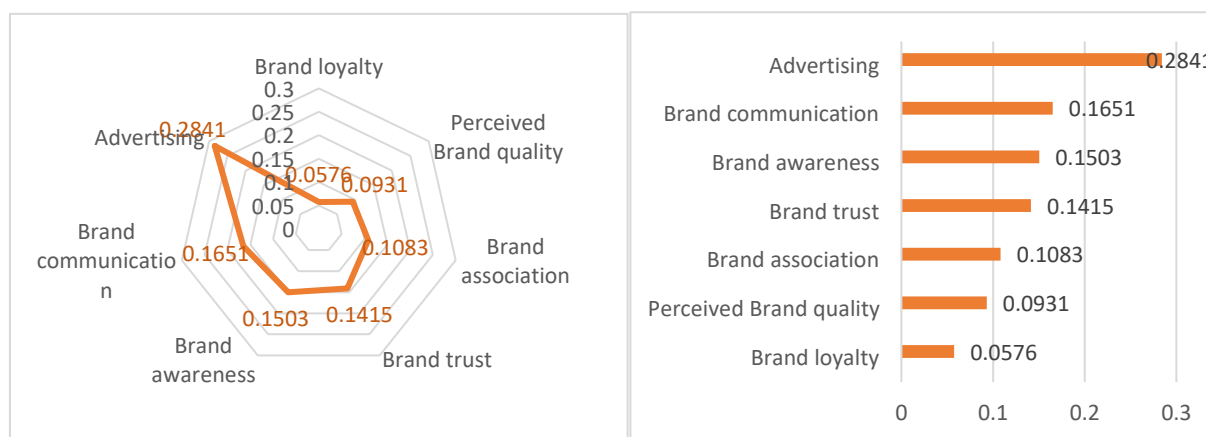 Brand loyalty
0.3
0.25
0.2
0.15
0.1
0.05
0
Perceived
Brand quality
Brand
association
Brand trust
Brand
awareness
Brand
communicatio
n
Advertising
0.0576
0.0931
0.1083
0.1415
0.1503
0.1651
0.2841
Advertising 0.2841
Brand communication 0.1651
Brand awareness 0.1503
Brand trust 0.1415
Brand association 0.1083
Perceived Brand quality 0.0931
Brand loyalty 0.0576
0 0.1 0.2 0.3